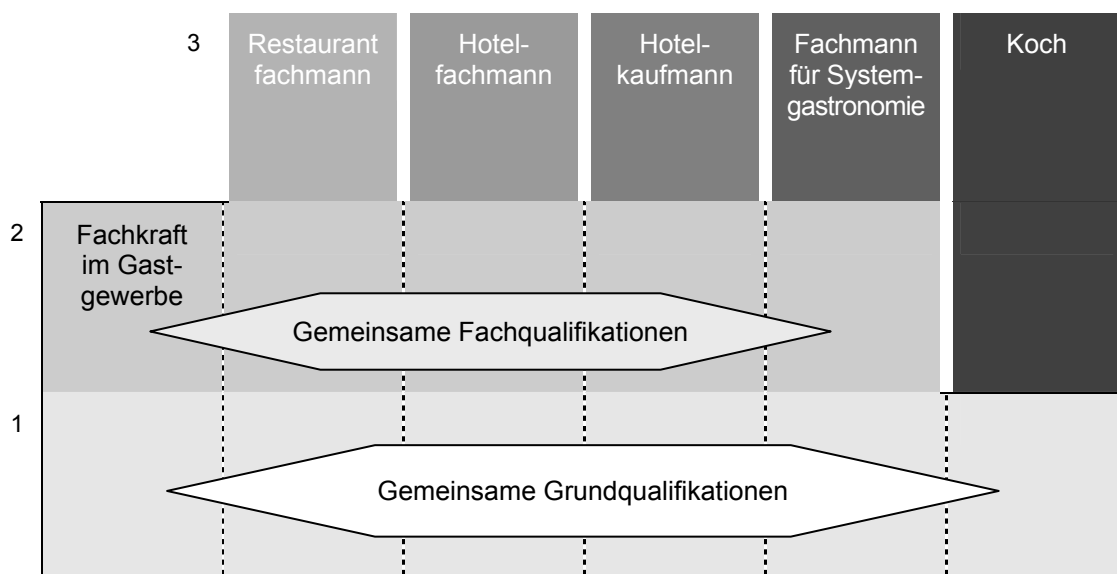 3
Restaurant
fachmann
Hotel-
fachmann
Hotel-
kaufmann
Fachmann
für System-
gastronomie
Koch
2
Fachkraft
im Gast-
gewerbe
Gemeinsame Fachqualifikationen
1
Gemeinsame Grundqualifikationen